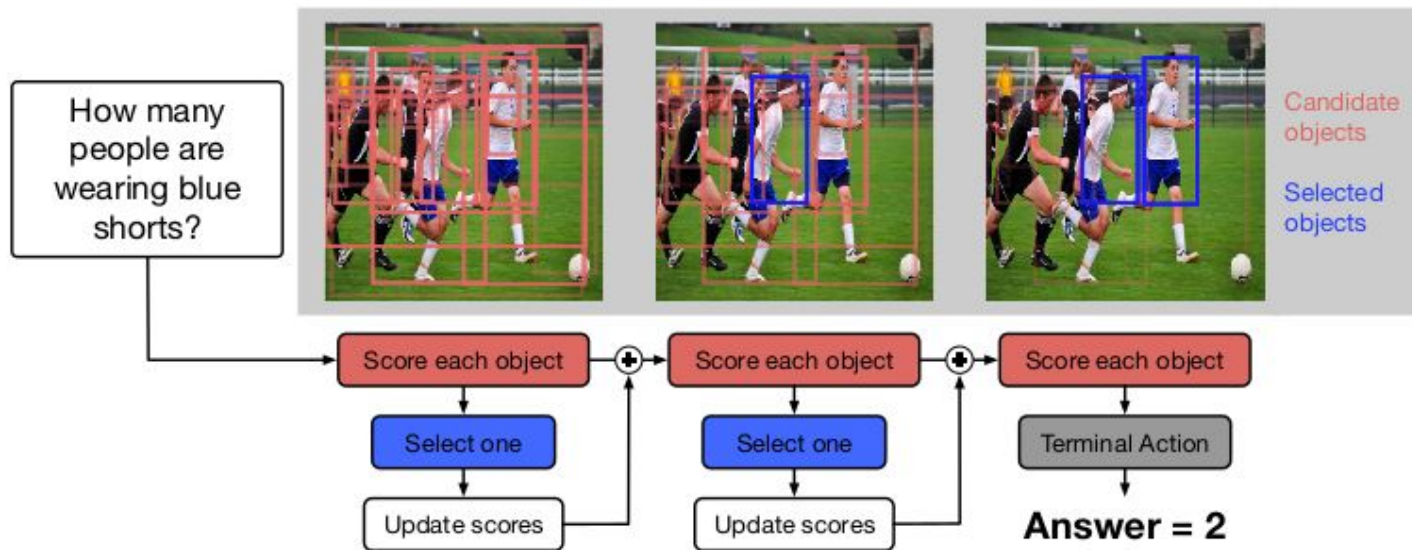 How many
people are
wearing blue
shorts?
Candidate
objects
Selected
objects
Score each object
Score each object
Score each object
Select one
Select one
Terminal Action
Update scores
Update scores
Answer = 2